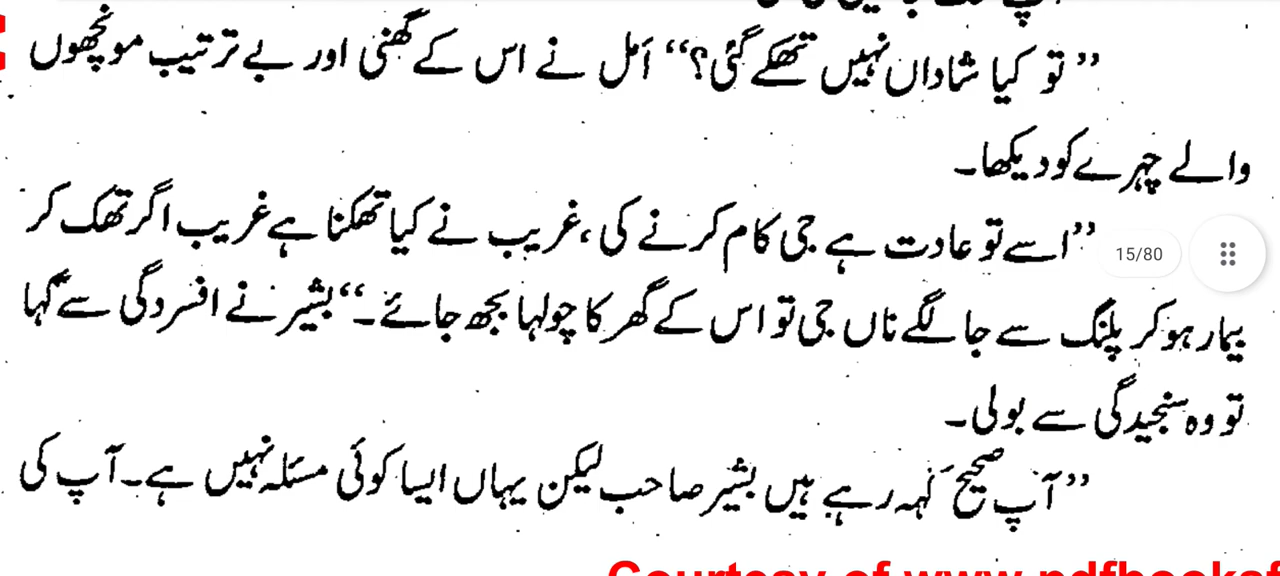 ’’تو کیا شاداں نہیں تھکے گئی؟‘‘ اَمل نے اس کے گھنی اور بے ترتیب مونچھوں
والے چہرے کو دیکھا۔
’’اسے تو عادت ہے جی کام کرنے کی، غریب نے کیا تھکنا ہے غریب اگر تھک کر
15/80
بیمار ہو کر پلنگ سے جا لگے ناں جی تو اس کے گھر کا چولہا بجھ جائے۔‘‘ بشیر نے افسردگی سے کہا
تو وہ سنجیدگی سے بولی۔
’’آپ صحیح کہہ رہے ہیں بشیر صاحب لیکن یہاں ایسا کوئی مسئلہ نہیں ہے۔ آپ کی